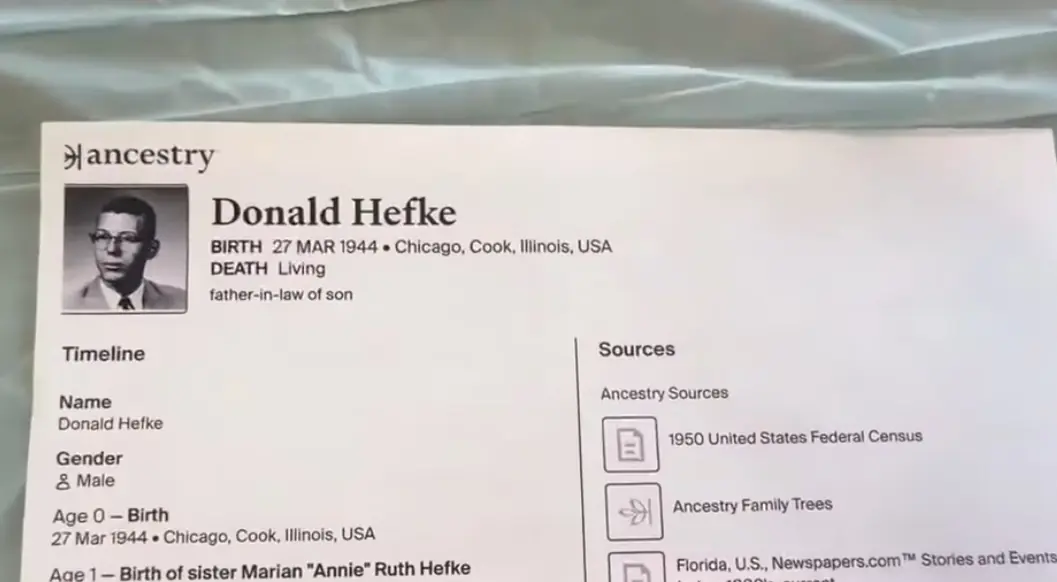 ancestry
Donald Hefke
BIRTH 27 MAR 1944 • Chicago, Cook, Illinois, USA
DEATH Living
father-in-law of son
Timeline
Name
Donald Hefke
Gender
Male
Age 0 – Birth
27 Mar 1944 • Chicago, Cook, Illinois, USA
Age 1 – Birth of sister Marian "Annie" Ruth Hefke
Sources
Ancestry Sources
1950 United States Federal Census
Ancestry Family Trees
Florida, U.S., Newspapers.com™ Stories and Events